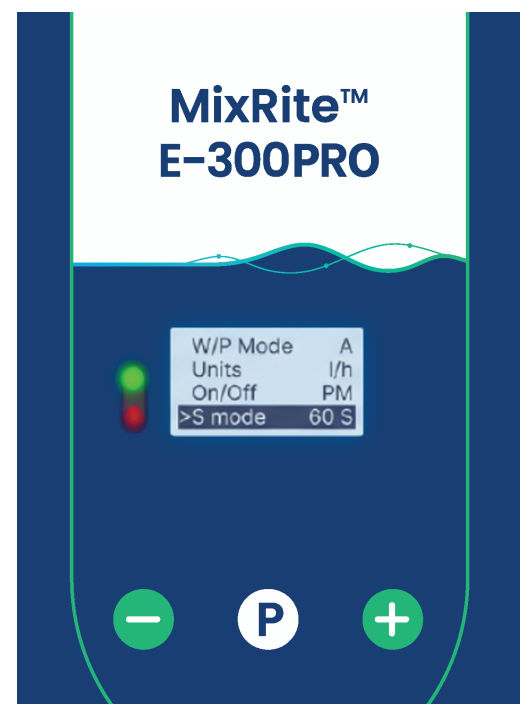 MixRite™
E-300PRO
W/P Mode A
Units l/h
On/Off PM
>S mode 60 S
− P +